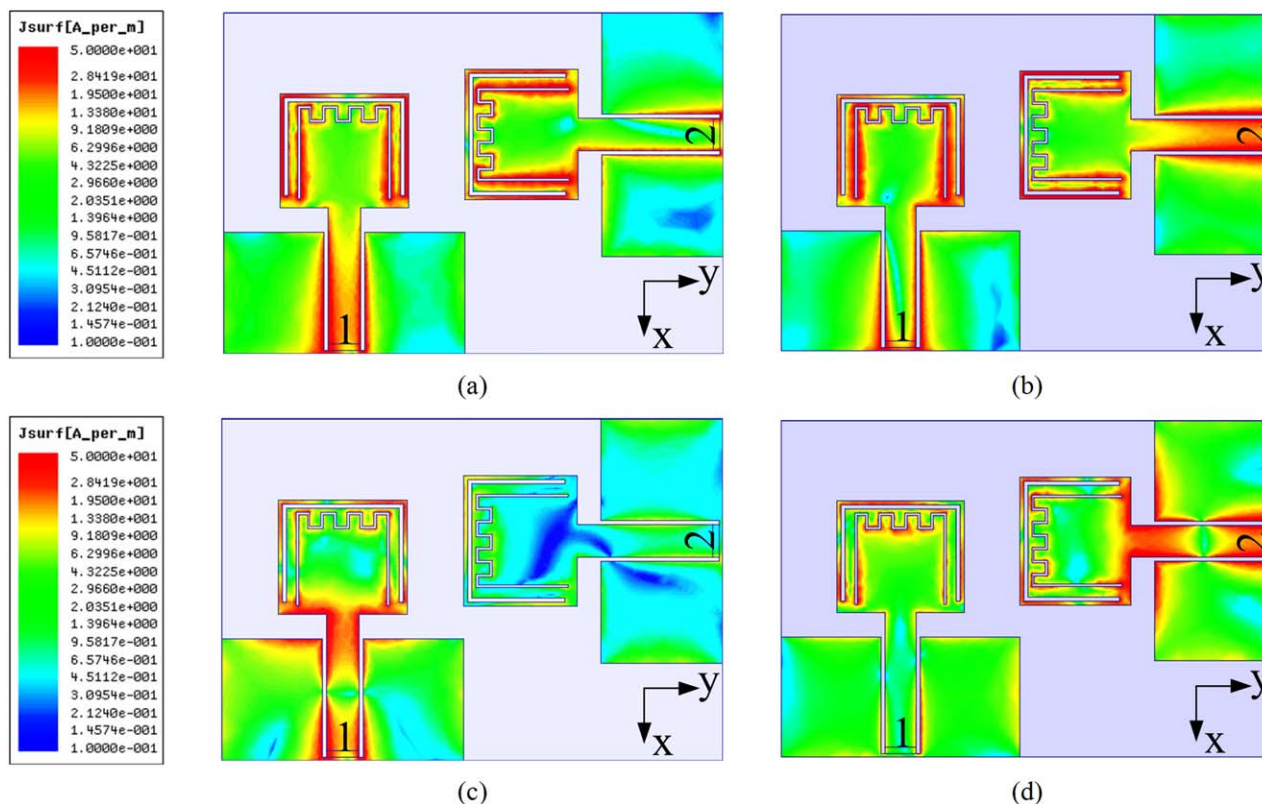 Jsurf[A_per_m]
5.0000e+001
2.8419e+001
1.9500e+001
1.3380e+001
9.1809e+000
6.2996e+000
4.3225e+000
2.9660e+000
2.0351e+000
1.3964e+000
9.5817e-001
6.5746e-001
4.5112e-001
3.0954e-001
2.1240e-001
1.4574e-001
1.0000e-001
1
2
y
x
(a)
1
2
y
x
(b)
Jsurf[A_per_m]
5.0000e+001
2.8419e+001
1.9500e+001
1.3380e+001
9.1809e+000
6.2996e+000
4.3225e+000
2.9660e+000
2.0351e+000
1.3964e+000
9.5817e-001
6.5746e-001
4.5112e-001
3.0954e-001
2.1240e-001
1.4574e-001
1.0000e-001
1
2
y
x
(c)
1
2
y
x
(d)